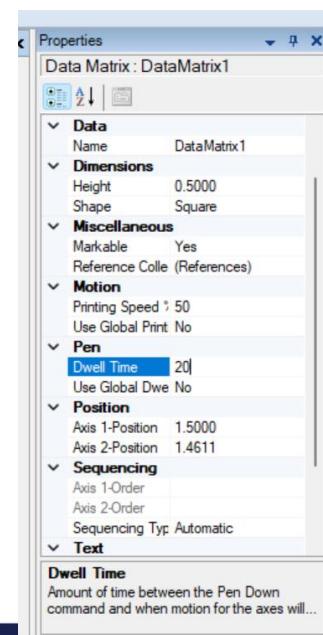 Properties
Data Matrix : DataMatrix1
Data
Name DataMatrix1
Dimensions
Height 0.5000
Shape Square
Miscellaneous
Markable Yes
Reference Colle (References)
Motion
Printing Speed % 50
Use Global Print No
Pen
Dwell Time 20
Use Global Dwe No
Position
Axis 1-Position 1.5000
Axis 2-Position 1.4611
Sequencing
Axis 1-Order
Axis 2-Order
Sequencing Typ Automatic
Text
Dwell Time
Amount of time between the Pen Down
command and when motion for the axes will...